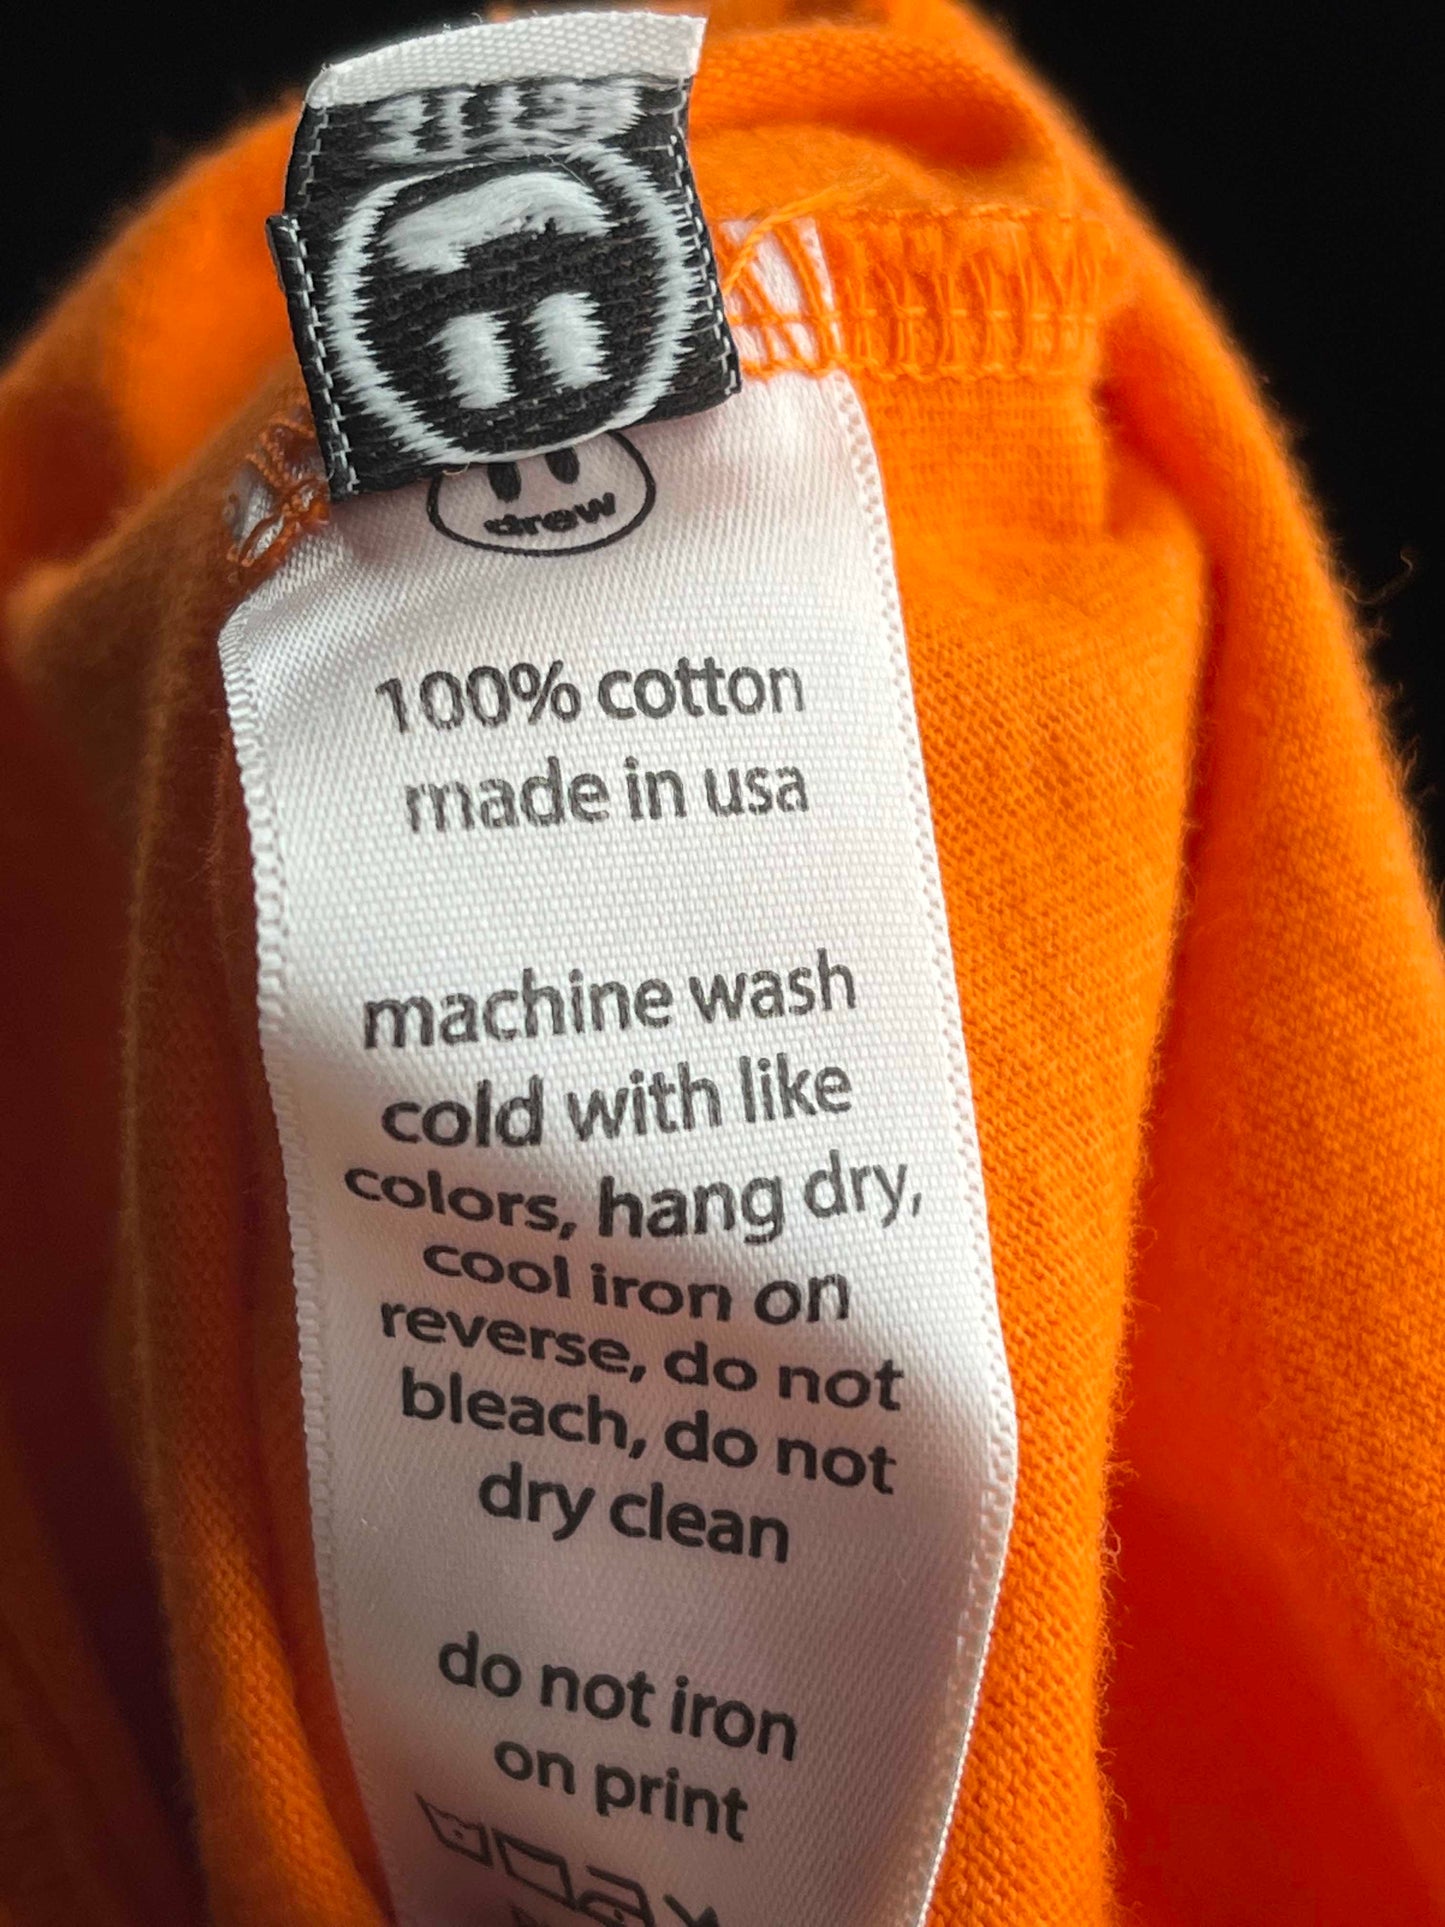 drew
100% cotton
made in usa
machine wash
cold with like
colors, hang dry,
cool iron on
reverse, do not
bleach, do not
dry clean
do not iron
on print